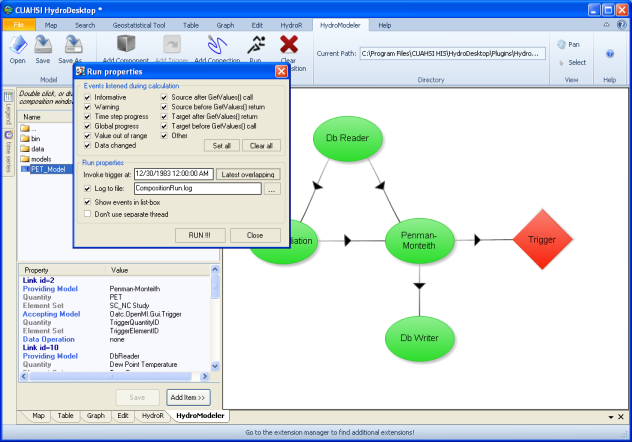 CUAHSI HydroDesktop *
File Map Search Geostatistical Tool Table Graph Edit HydroR HydroModeler Help
Open Save Save As Add Component Add Trigger Add Connection Run Clear
Current Path: C:\Program Files\CUAHSI HIS\HydroDesktop\Plugins\Hydro...
Pan
Select
Help
Model Directory View Help
Run properties
Events listened during calculation
Informative Source after GetValues() call
Warning Source before GetValues() return
Time step progress Target after GetValues() return
Global progress Target before GetValues() call
Value out of range Other
Data changed Set all Clear all
Run properties
Invoke trigger at: 12/30/1983 12:00:00 AM Latest overlapping
Log to file: CompositionRun.log ...
Show events in list-box
Don't use separate thread
RUN !!! Close
Legend
time series
Name
...
bin
data
models
PET_Model
Property Value
Link id=2
Providing Model Penman-Monteith
Quantity PET
Element Set SC_NC Study
Accepting Model Oatc.OpenMI.Gui.Trigger
Quantity TriggerQuantityID
Element Set TriggerElementID
Data Operation none
Link id=10
Providing Model DbReader
Quantity Dew Point Temperature
Save Add Item >>
Db Reader
Penman-
Monteith
Trigger
Db Writer
Map Table Graph Edit HydroR HydroModeler
Go to the extension manager to find additional extensions!